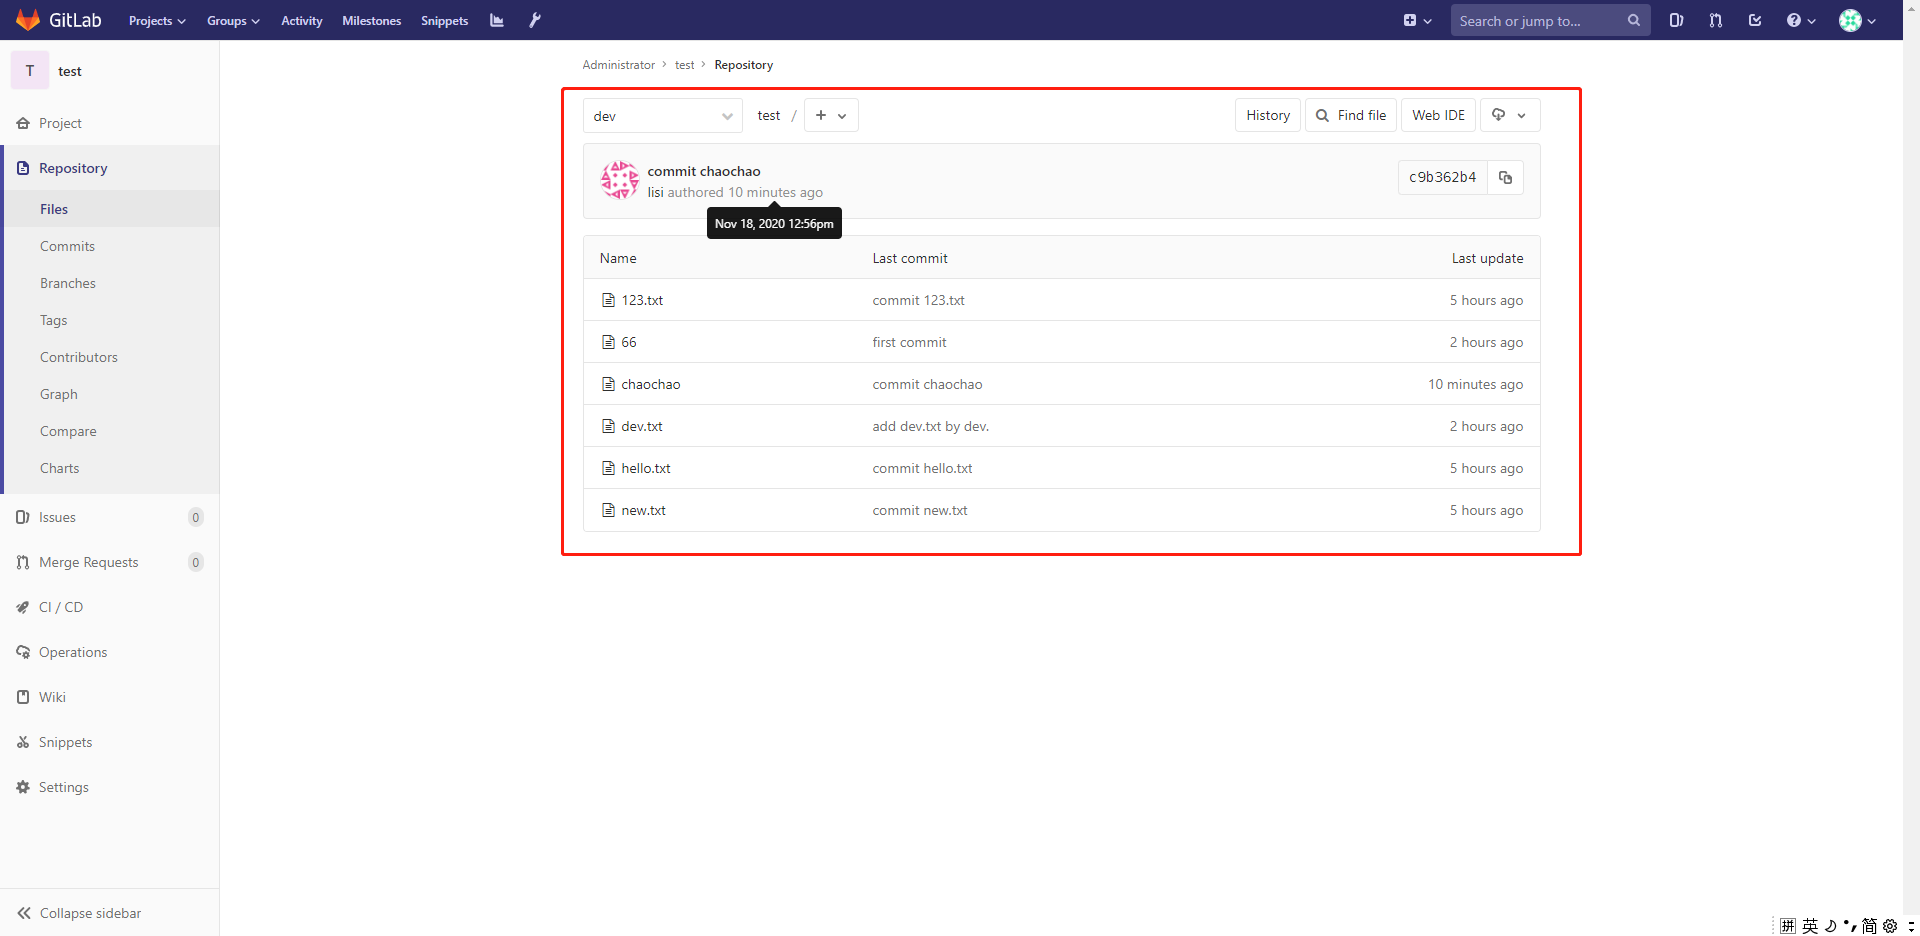 GitLab Projects Groups Activity Milestones Snippets Search or jump to...
T test
Project
Repository
Files
Commits
Branches
Tags
Contributors
Graph
Compare
Charts
Issues 0
Merge Requests 0
CI / CD
Operations
Wiki
Snippets
Settings
Collapse sidebar
Administrator > test > Repository
dev test / + History Find file Web IDE
commit chaochao
lisi authored 10 minutes ago
c9b362b4
Nov 18, 2020 12:56pm
Name Last commit Last update
123.txt commit 123.txt 5 hours ago
66 first commit 2 hours ago
chaochao commit chaochao 10 minutes ago
dev.txt add dev.txt by dev. 2 hours ago
hello.txt commit hello.txt 5 hours ago
new.txt commit new.txt 5 hours ago
拼 英 简